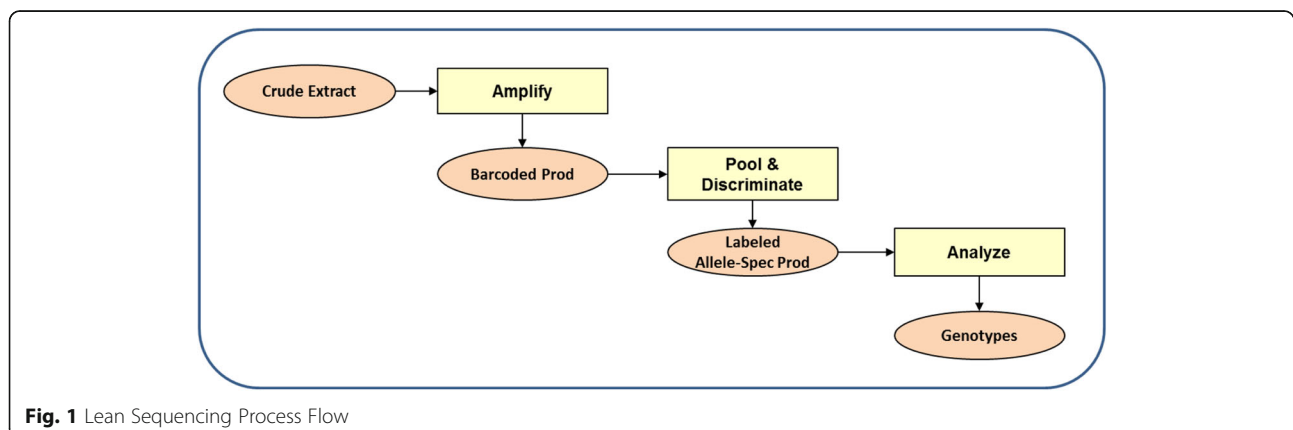 Crude Extract
Amplify
Barcoded Prod
Pool &
Discriminate
Labeled
Allele-Spec Prod
Analyze
Genotypes
Fig. 1 Lean Sequencing Process Flow